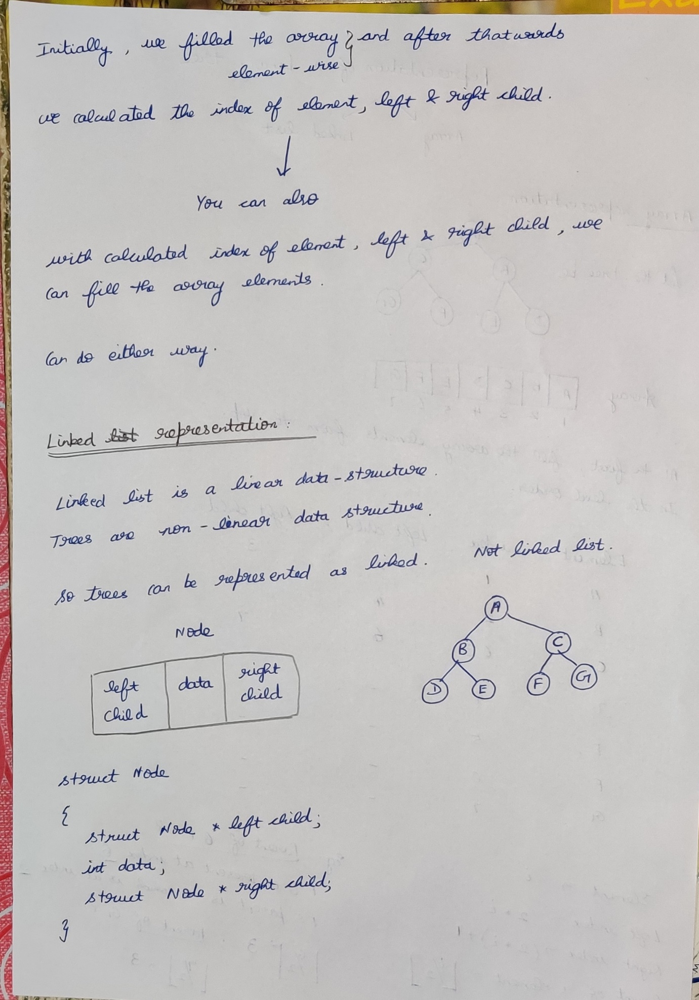 Initially, we filled the array } and after thatwards
element-wise
we calculated the index of element, left & right child.
You can also
with calculated index of element, left & right child, we
can fill the array elements.
Can do either way.
Linked list representation:
Linked list is a linear data-structure.
Trees are non-linear data structure.
so trees can be represented as linked. Not linked list.
A
B C
D E F G
Node
left child data right child
struct Node
{
struct Node * left child;
int data;
struct Node * right child;
}